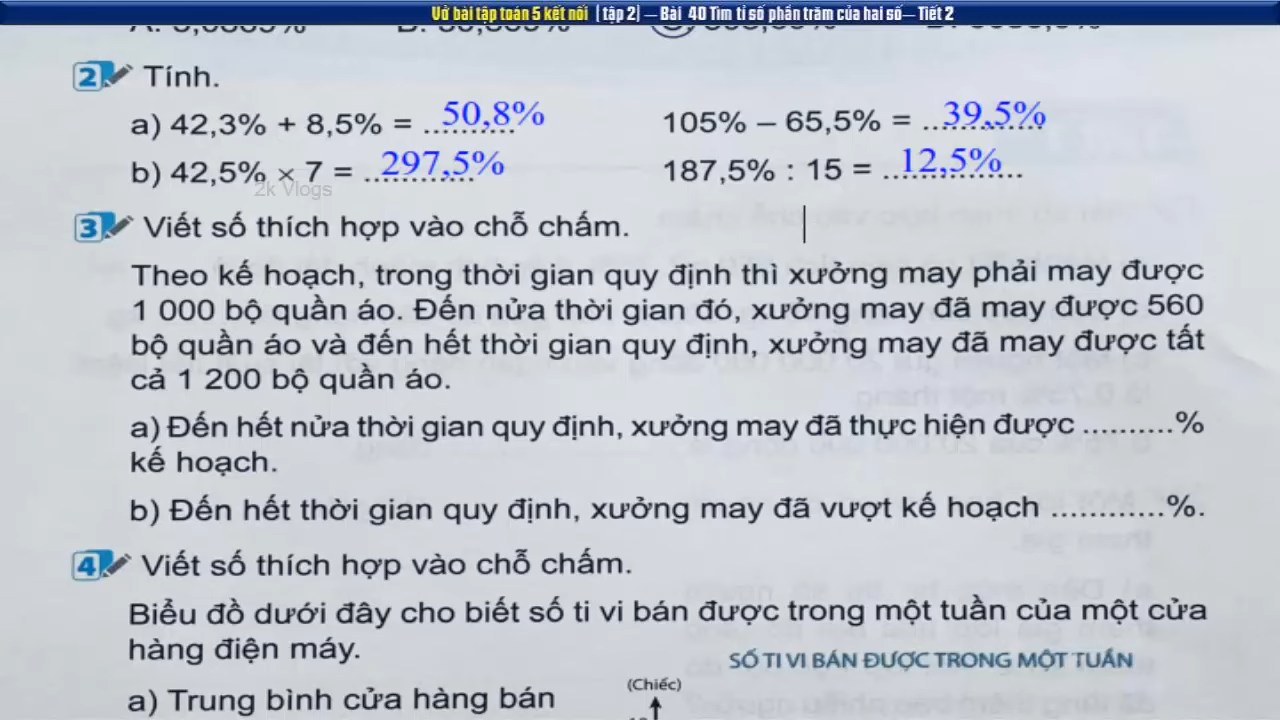 Vở bài tập toán 5 kết nối ( tập 2) – Bài 40 Tìm tỉ số phần trăm của hai số– Tiết 2
2 Tính.
a) 42,3% + 8,5% = 50,8% 105% – 65,5% = 39,5%
b) 42,5% × 7 = 297,5% 187,5% : 15 = 12,5%
2k Vlogs
3 Viết số thích hợp vào chỗ chấm.
Theo kế hoạch, trong thời gian quy định thì xưởng may phải may được
1 000 bộ quần áo. Đến nửa thời gian đó, xưởng may đã may được 560
bộ quần áo và đến hết thời gian quy định, xưởng may đã may được tất
cả 1 200 bộ quần áo.
a) Đến hết nửa thời gian quy định, xưởng may đã thực hiện được ..........%
kế hoạch.
b) Đến hết thời gian quy định, xưởng may đã vượt kế hoạch ............%.
4 Viết số thích hợp vào chỗ chấm.
Biểu đồ dưới đây cho biết số ti vi bán được trong một tuần của một cửa
hàng điện máy.
SỐ TI VI BÁN ĐƯỢC TRONG MỘT TUẦN
(Chiếc)
a) Trung bình cửa hàng bán